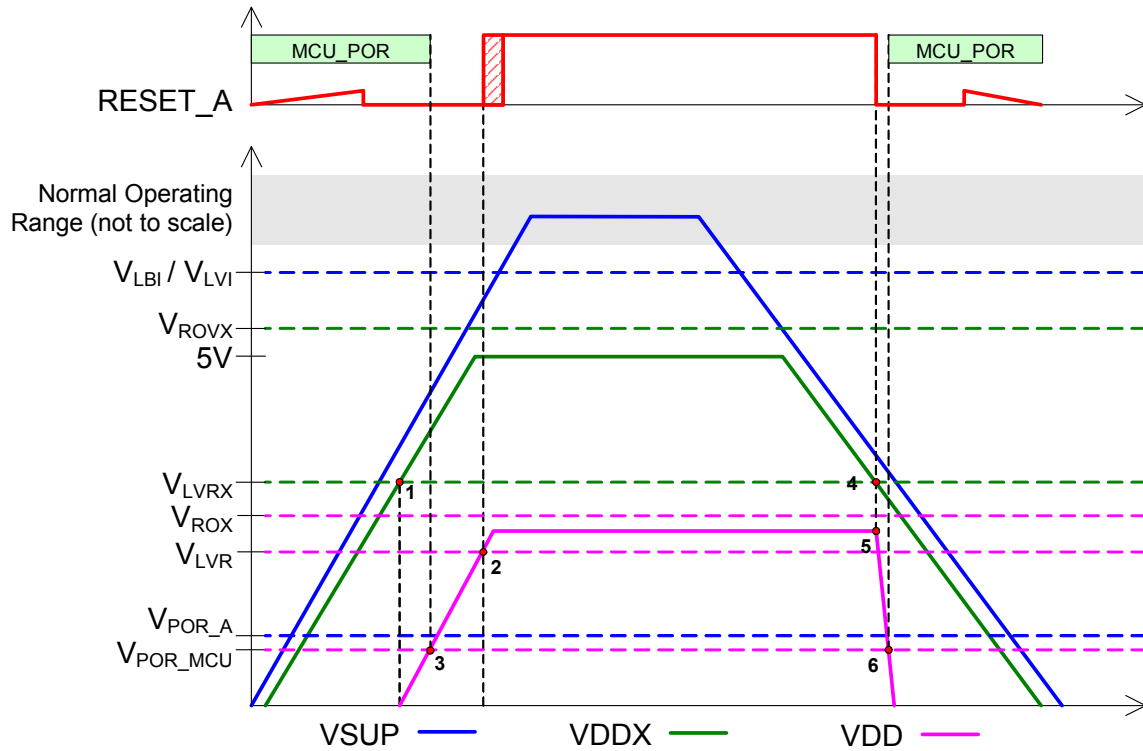 MCU_POR
MCU_POR
RESET_A
Normal Operating
Range (not to scale)
VLBI / VLVI
VROVX
5V
VLVRX
1
4
VROX
VLVR
2
5
VPOR_A
VPOR_MCU
3
6
VSUP
VDDX
VDD